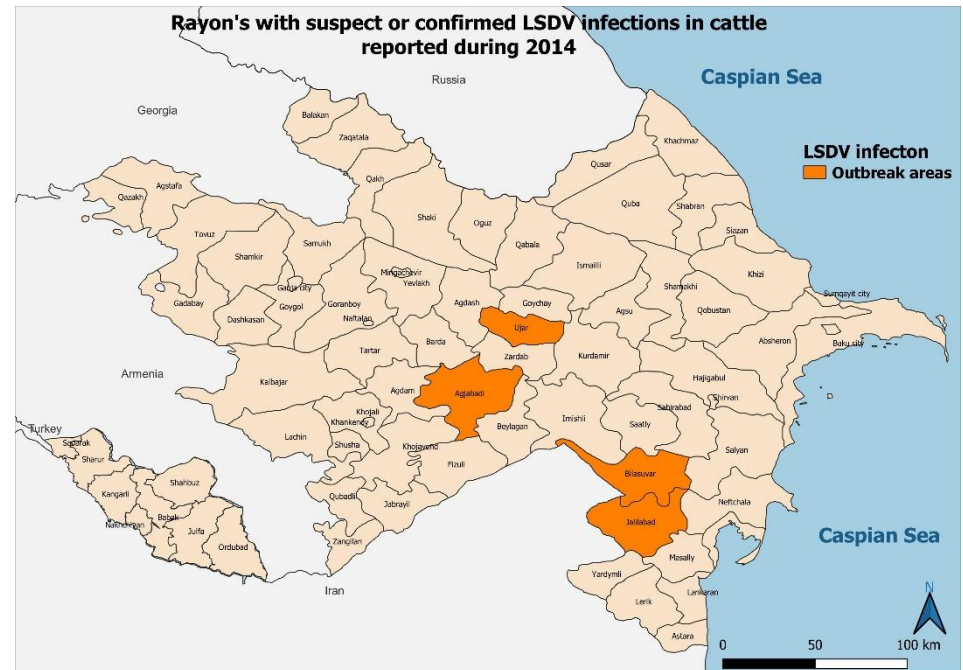 Rayon's with suspect or confirmed LSDV infections in cattle
reported during 2014
Russia
Caspian Sea
Georgia
Balakan
Zaqatala
Khachmaz
LSDV infecton
Outbreak areas
Qusar
Qakh
Agstafa
Qazakh
Quba
Shabran
Shaki
Oguz
Siazan
Tovuz
Samukh
Qabala
Shamkir
Ismailli
Khizi
Mingachevir
Yevlakh
Shamakhi
Ganja city
Sumqayit city
Gadabay
Goygol
Goranboy
Agdash
Goychay
Agsu
Qobustan
Dashkasan
Naftalan
Ujar
Absheron
Baku city
Barda
Tartar
Zardab
Kurdamir
Armenia
Kalbajar
Agdam
Agjabadi
Hajigabul
Shirvan
Sabirabad
Khojali
Imishli
Khankendy
Saatly
Beylagan
Turkey
Lachin
Shusha
Khojavend
Salyan
Sadarak
Sharur
Fizuli
Bilasuvar
Shahbuz
Kangarli
Qubadli
Jabrayil
Neftchala
Babak
Nakhchivan
Julfa
Jalilabad
Zangilan
Ordubad
Caspian Sea
Masally
Iran
Yardymli
Lankaran
Lerik
N
Astara
0 50 100 km